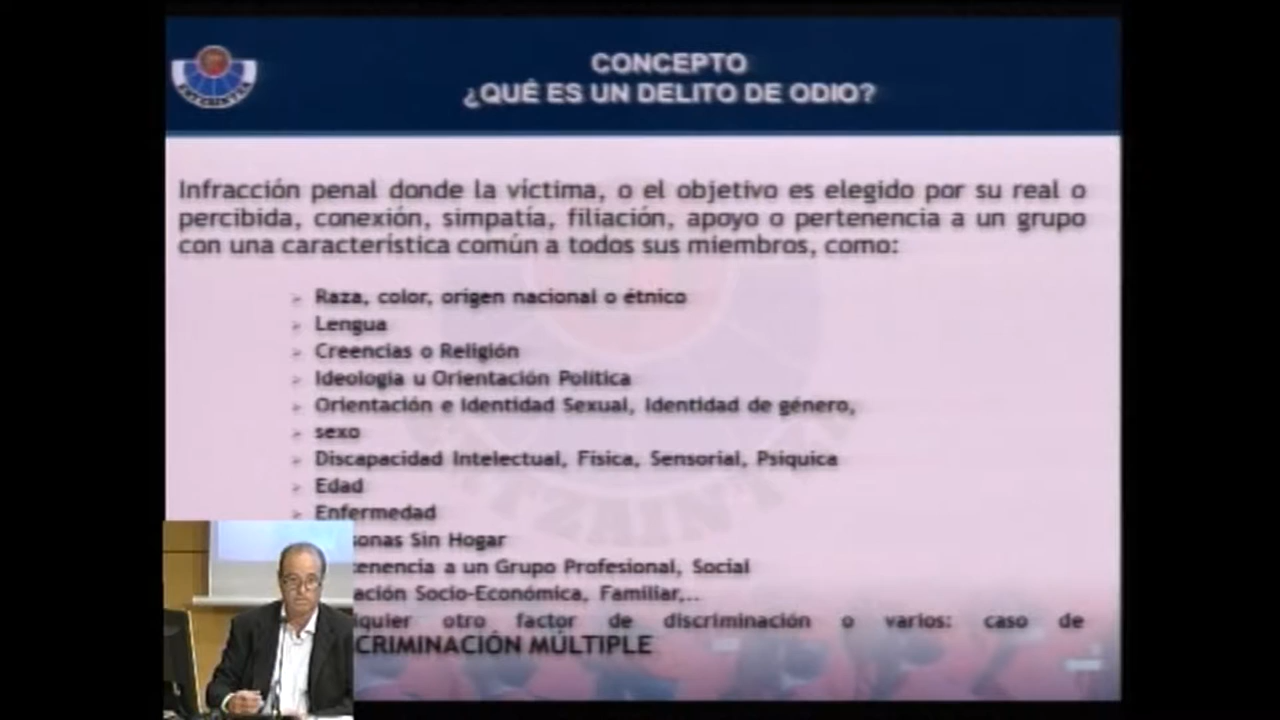 CONCEPTO
¿QUÉ ES UN DELITO DE ODIO?
Infracción penal donde la víctima, o el objetivo es elegido por su real o
percibida, conexión, simpatía, filiación, apoyo o pertenencia a un grupo
con una característica común a todos sus miembros, como:
Raza, color, origen nacional o étnico
Lengua
Creencias o Religión
Ideología u Orientación Política
Orientación e Identidad Sexual, Identidad de género,
sexo
Discapacidad Intelectual, Física, Sensorial, Psíquica
Edad
Enfermedad
sonas Sin Hogar
tenencia a un Grupo Profesional, Social
ación Socio-Económica, Familiar,..
lquier otro factor de discriminación o varios: caso de
CRIMINACIÓN MÚLTIPLE
ERTZAINTZA